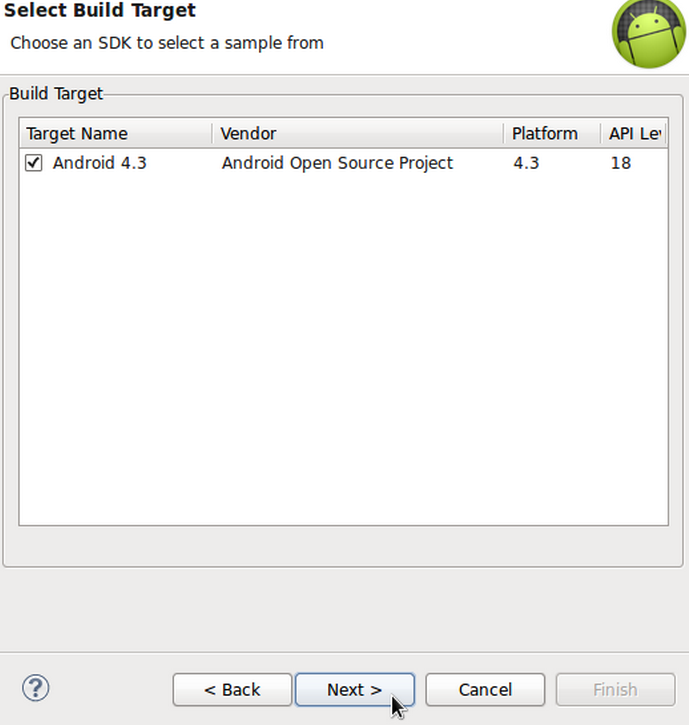 Select Build Target
Choose an SDK to select a sample from
Build Target
Target Name Vendor Platform API Lev
Android 4.3 Android Open Source Project 4.3 18
? < Back Next > Cancel Finish